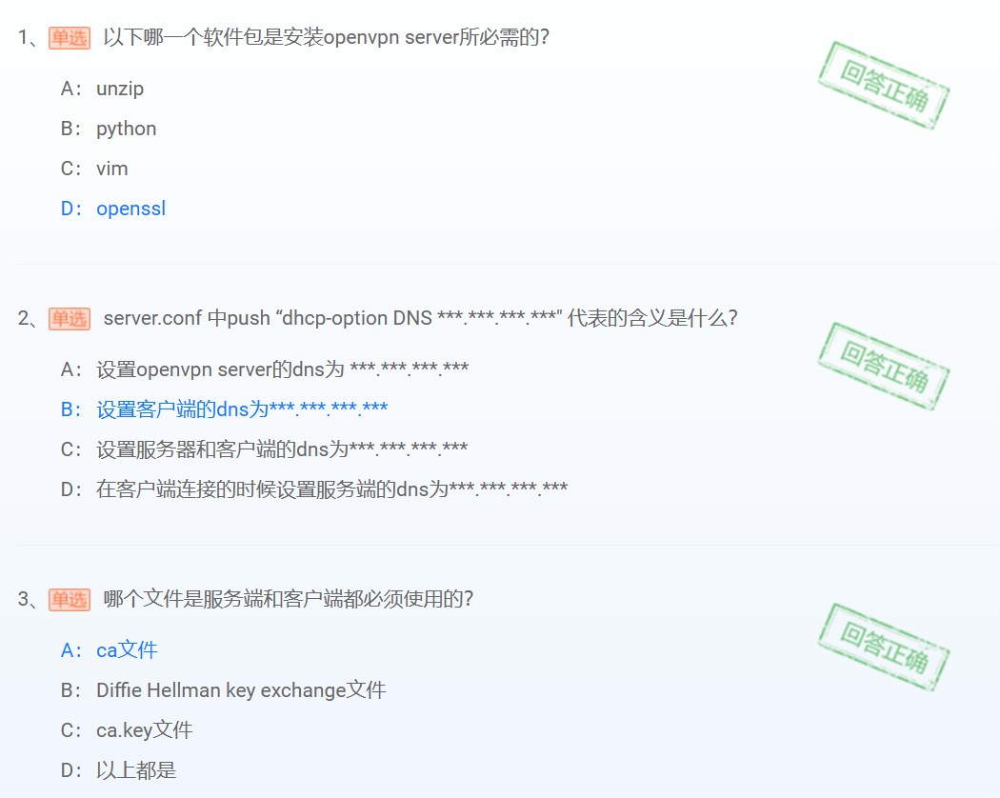 1、 单选 以下哪一个软件包是安装openvpn server所必需的?
回答正确
A: unzip
B: python
C: vim
D: openssl
2、 单选 server.conf 中push “dhcp-option DNS ***.***.***.***" 代表的含义是什么?
回答正确
A: 设置openvpn server的dns为 ***.***.***.***
B: 设置客户端的dns为***.***.***.***
C: 设置服务器和客户端的dns为***.***.***.***
D: 在客户端连接的时候设置服务端的dns为***.***.***.***
3、 单选 哪个文件是服务端和客户端都必须使用的?
回答正确
A: ca文件
B: Diffie Hellman key exchange文件
C: ca.key文件
D: 以上都是